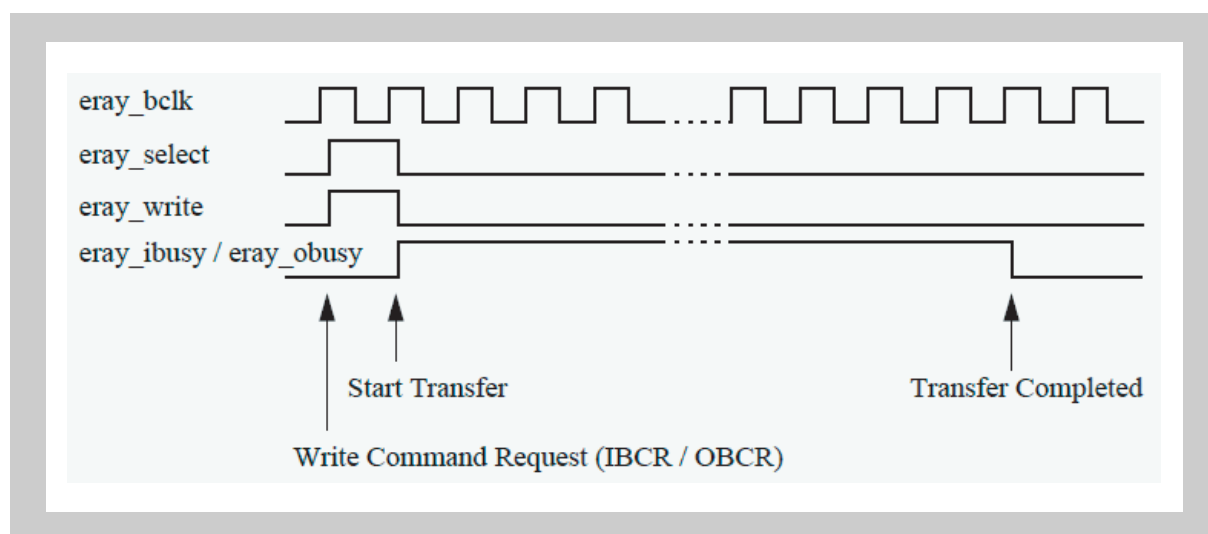 eray_bclk
eray_select
eray_write
eray_ibusy / eray_obusy
Start Transfer
Transfer Completed
Write Command Request (IBCR / OBCR)